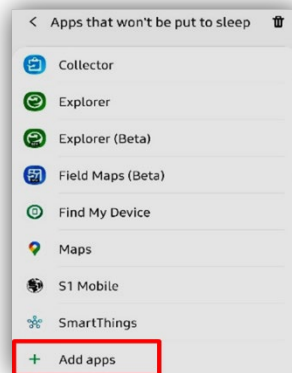 Apps that won't be put to sleep
Collector
Explorer
Explorer (Beta)
Field Maps (Beta)
Find My Device
Maps
S1 Mobile
SmartThings
Add apps